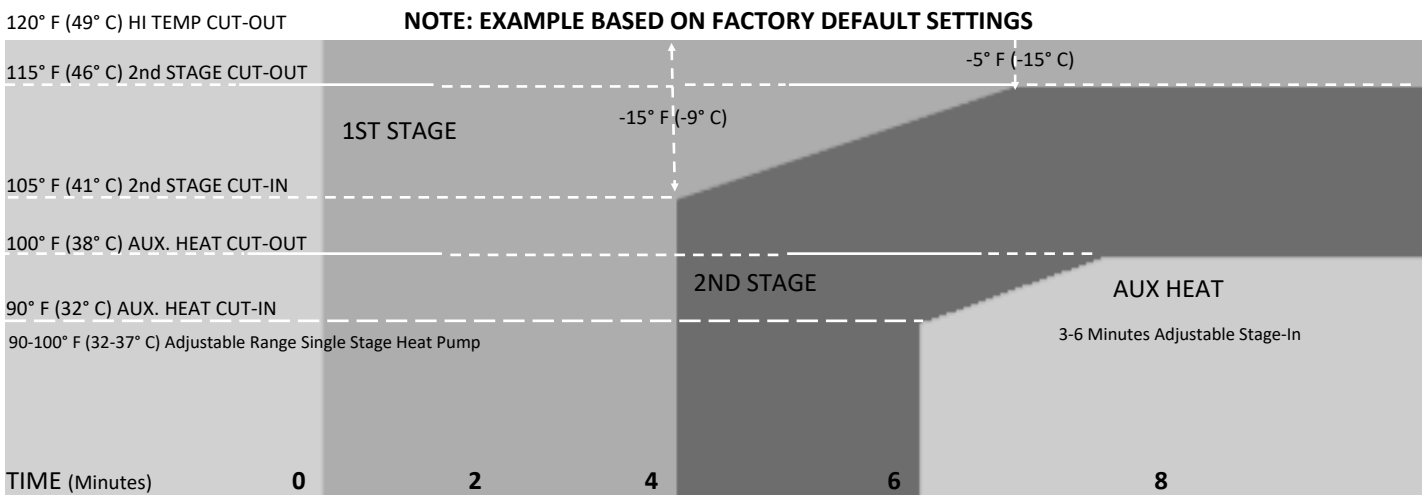 120° F (49° C) HI TEMP CUT-OUT
NOTE: EXAMPLE BASED ON FACTORY DEFAULT SETTINGS
-5° F (-15° C)
115° F (46° C) 2nd STAGE CUT-OUT
-15° F (-9° C)
1ST STAGE
105° F (41° C) 2nd STAGE CUT-IN
100° F (38° C) AUX. HEAT CUT-OUT
2ND STAGE
AUX HEAT
90° F (32° C) AUX. HEAT CUT-IN
3-6 Minutes Adjustable Stage-In
90-100° F (32-37° C) Adjustable Range Single Stage Heat Pump
TIME (Minutes) 0 2 4 6 8